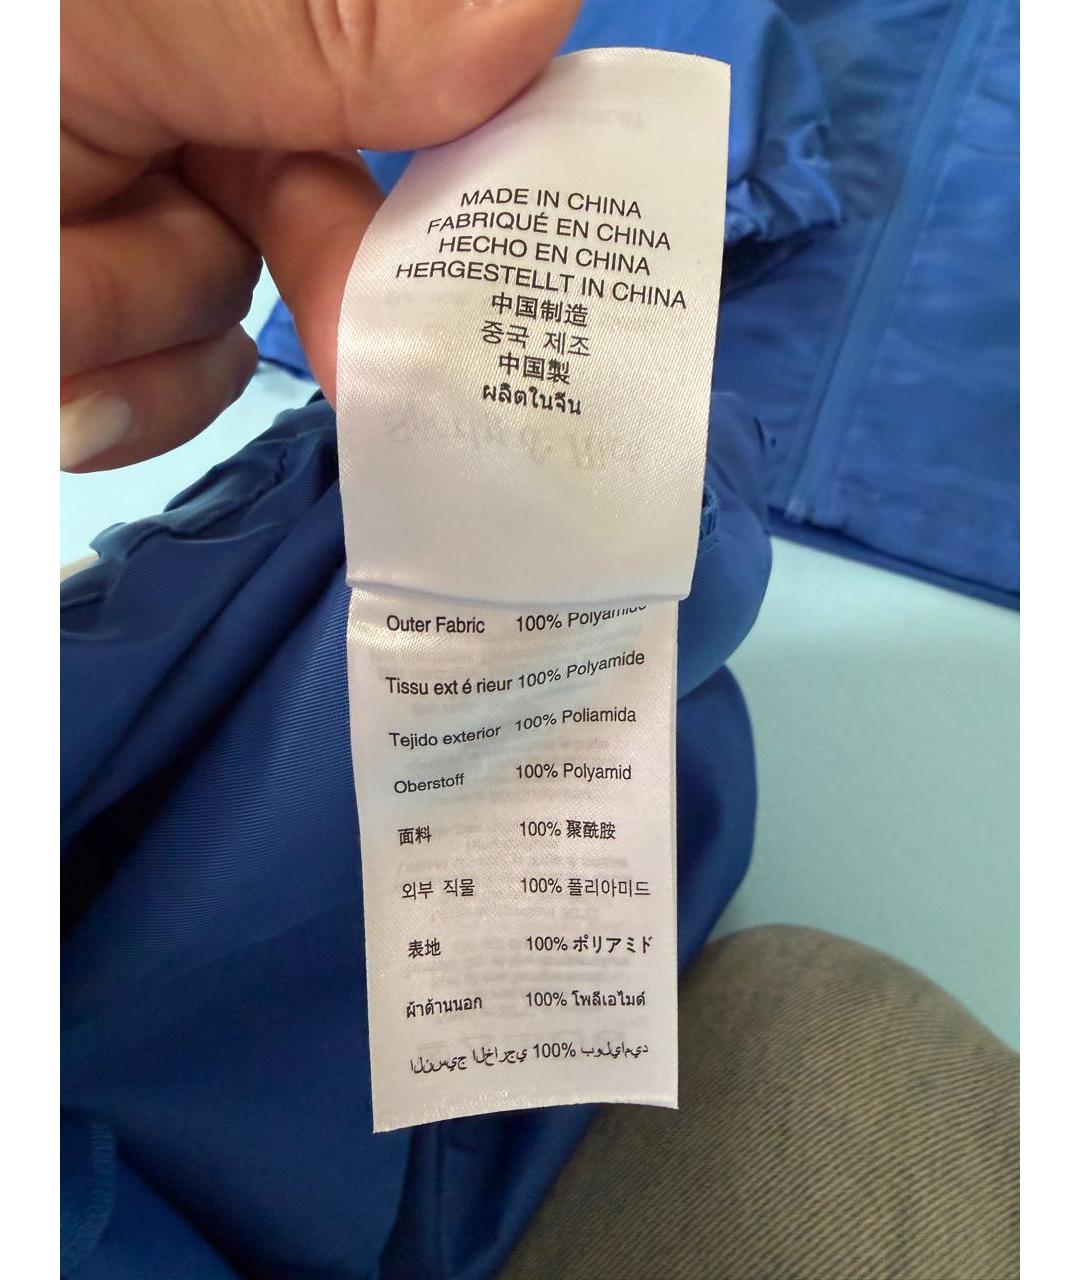 MADE IN CHINA
FABRIQUÉ EN CHINA
HECHO EN CHINA
HERGESTELLT IN CHINA
中国制造
중국 제조
中国製
ผลิตในจีน
Outer Fabric 100% Polyamide
Tissu ext é rieur 100% Polyamide
Tejido exterior 100% Poliamida
Oberstoff 100% Polyamid
面料 100% 聚酰胺
외부 직물 100% 폴리아미드
表地 100% ポリアミド
ผ้าด้านนอก 100% โพลีเอไมด์
النسيج الخارجي 100% بولياميد